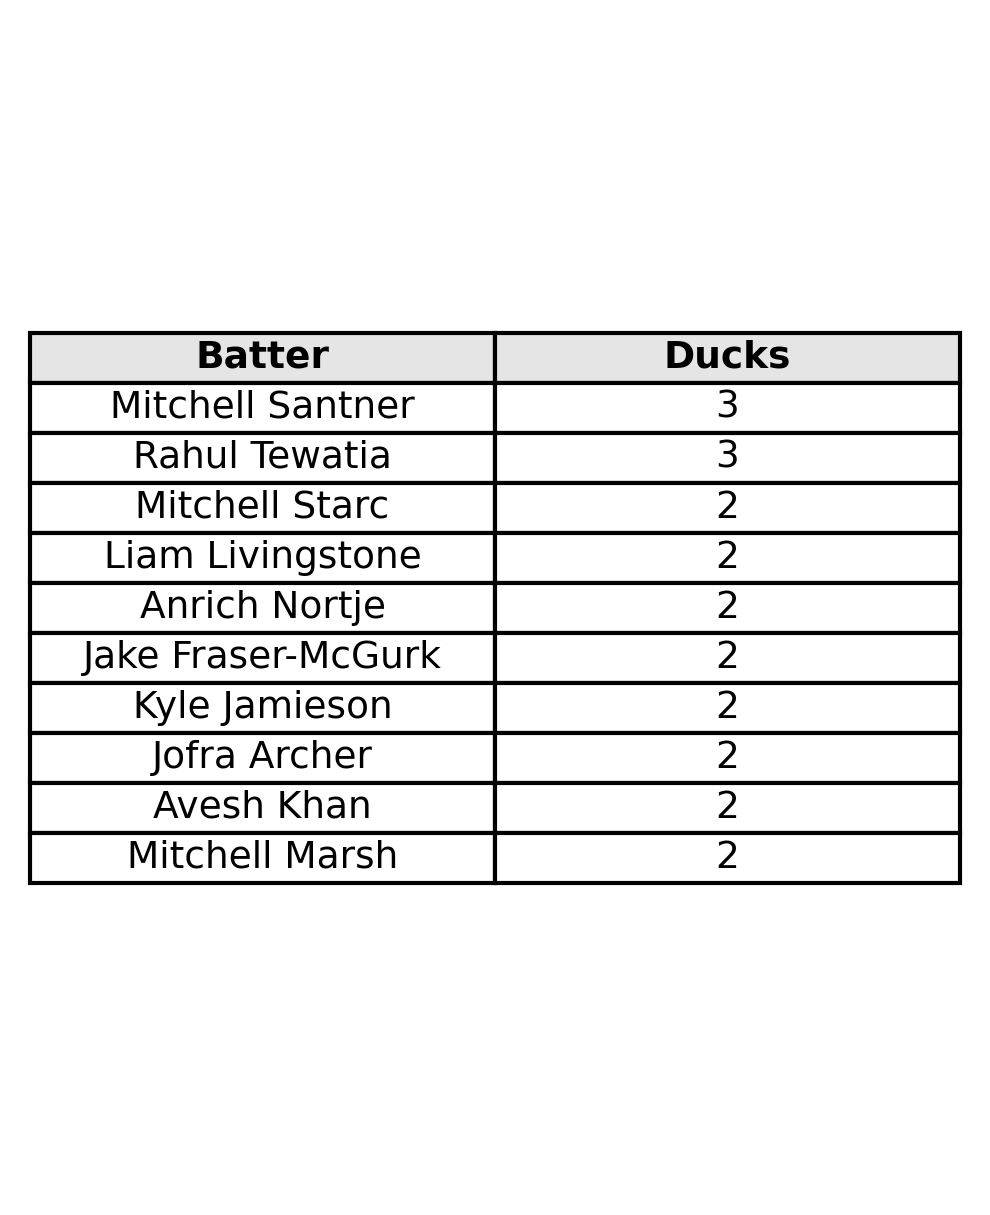 Batter Ducks
Mitchell Santner 3
Rahul Tewatia 3
Mitchell Starc 2
Liam Livingstone 2
Anrich Nortje 2
Jake Fraser-McGurk 2
Kyle Jamieson 2
Jofra Archer 2
Avesh Khan 2
Mitchell Marsh 2